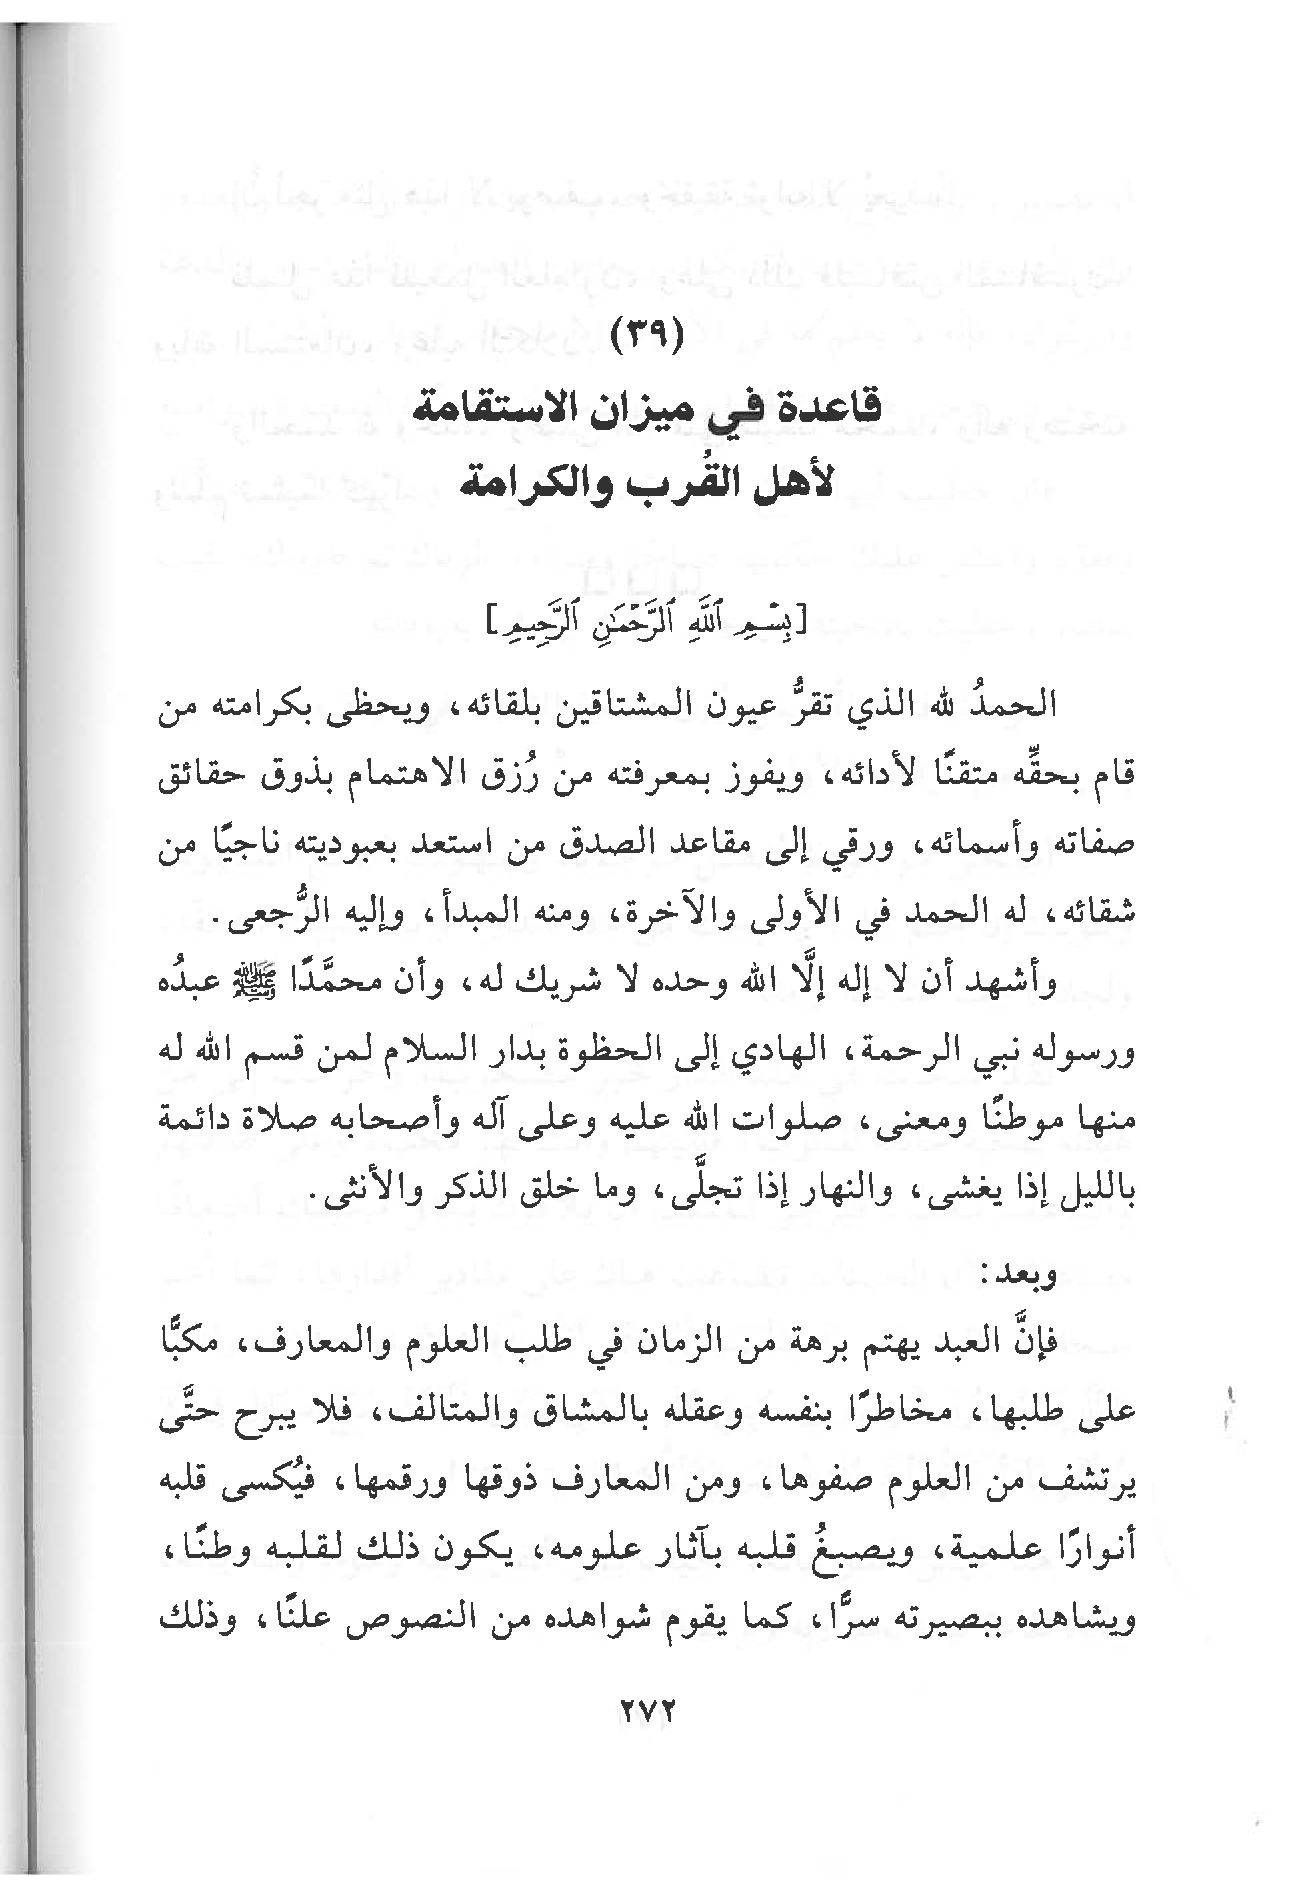 (٣٩)
قاعدة في ميزان الاستقامة
لأهل القُرب والكرامة
[بِسْمِ ٱللَّهِ ٱلرَّحْمَٰنِ ٱلرَّحِيمِ]
الحمدُ لله الذي تقرُّ عيون المشتاقين بلقائه، ويحظى بكرامته من
قام بحقِّه متقنًا لأدائه، ويفوز بمعرفته من رُزق الاهتمام بذوق حقائق
صفاته وأسمائه، ورقي إلى مقاعد الصدق من استعد بعبوديته ناجيًا من
شقائه، له الحمد في الأولى والآخرة، ومنه المبدأ، وإليه الرُّجعى.
وأشهد أن لا إله إلَّا الله وحده لا شريك له، وأن محمَّدًا ﷺ عبدُه
ورسوله نبي الرحمة، الهادي إلى الحظوة بدار السلام لمن قسم الله له
منها موطنًا ومعنى، صلوات الله عليه وعلى آله وأصحابه صلاة دائمة
بالليل إذا يغشى، والنهار إذا تجلَّى، وما خلق الذكر والأنثى.
وبعد:
فإنَّ العبد يهتم برهة من الزمان في طلب العلوم والمعارف، مكبًّا
على طلبها، مخاطرًا بنفسه وعقله بالمشاق والمتالف، فلا يبرح حتَّى
يرتشف من العلوم صفوها، ومن المعارف ذوقها ورقمها، فيُكسى قلبه
أنوارًا علمية، ويصبغُ قلبه بآثار علومه، يكون ذلك لقلبه وطنًا،
ويشاهده ببصيرته سرًّا، كما يقوم شواهده من النصوص علنًا، وذلك
٢٧٢